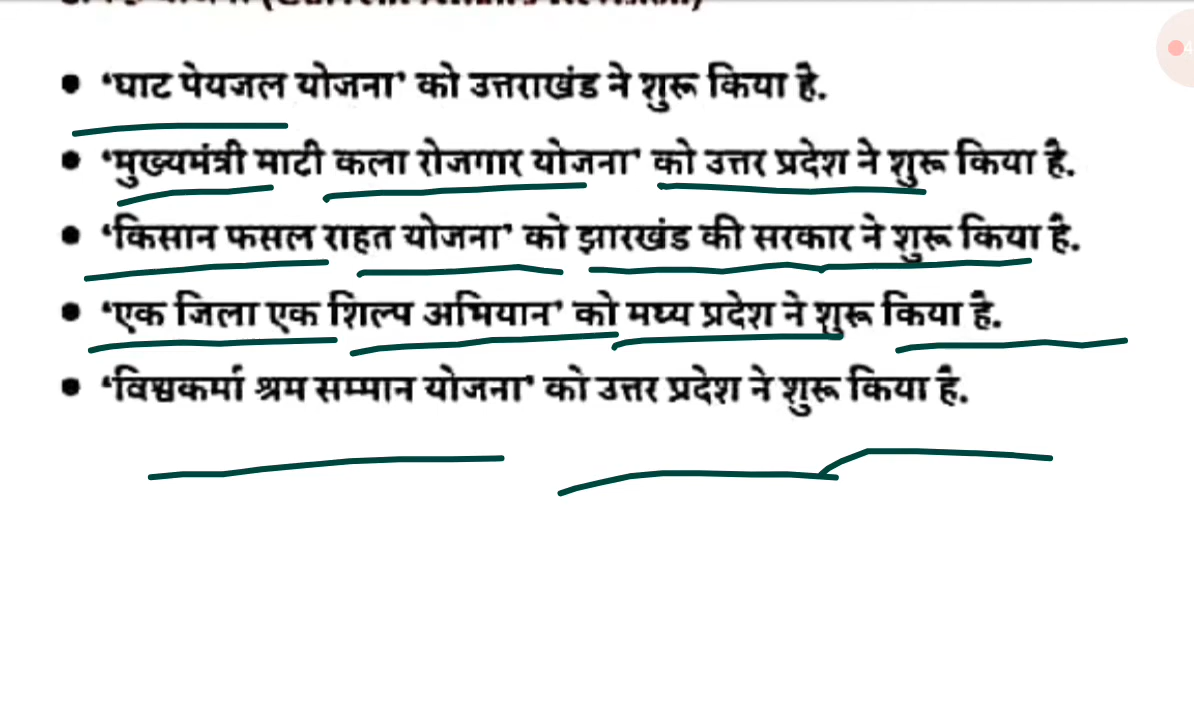 • ‘घाट पेयजल योजना’ को उत्तराखंड ने शुरू किया है.
• ‘मुख्यमंत्री माटी कला रोजगार योजना’ को उत्तर प्रदेश ने शुरू किया है.
• ‘किसान फसल राहत योजना’ को झारखंड की सरकार ने शुरू किया है.
• ‘एक जिला एक शिल्प अभियान’ को मध्य प्रदेश ने शुरू किया है.
• ‘विश्वकर्मा श्रम सम्मान योजना’ को उत्तर प्रदेश ने शुरू किया है.